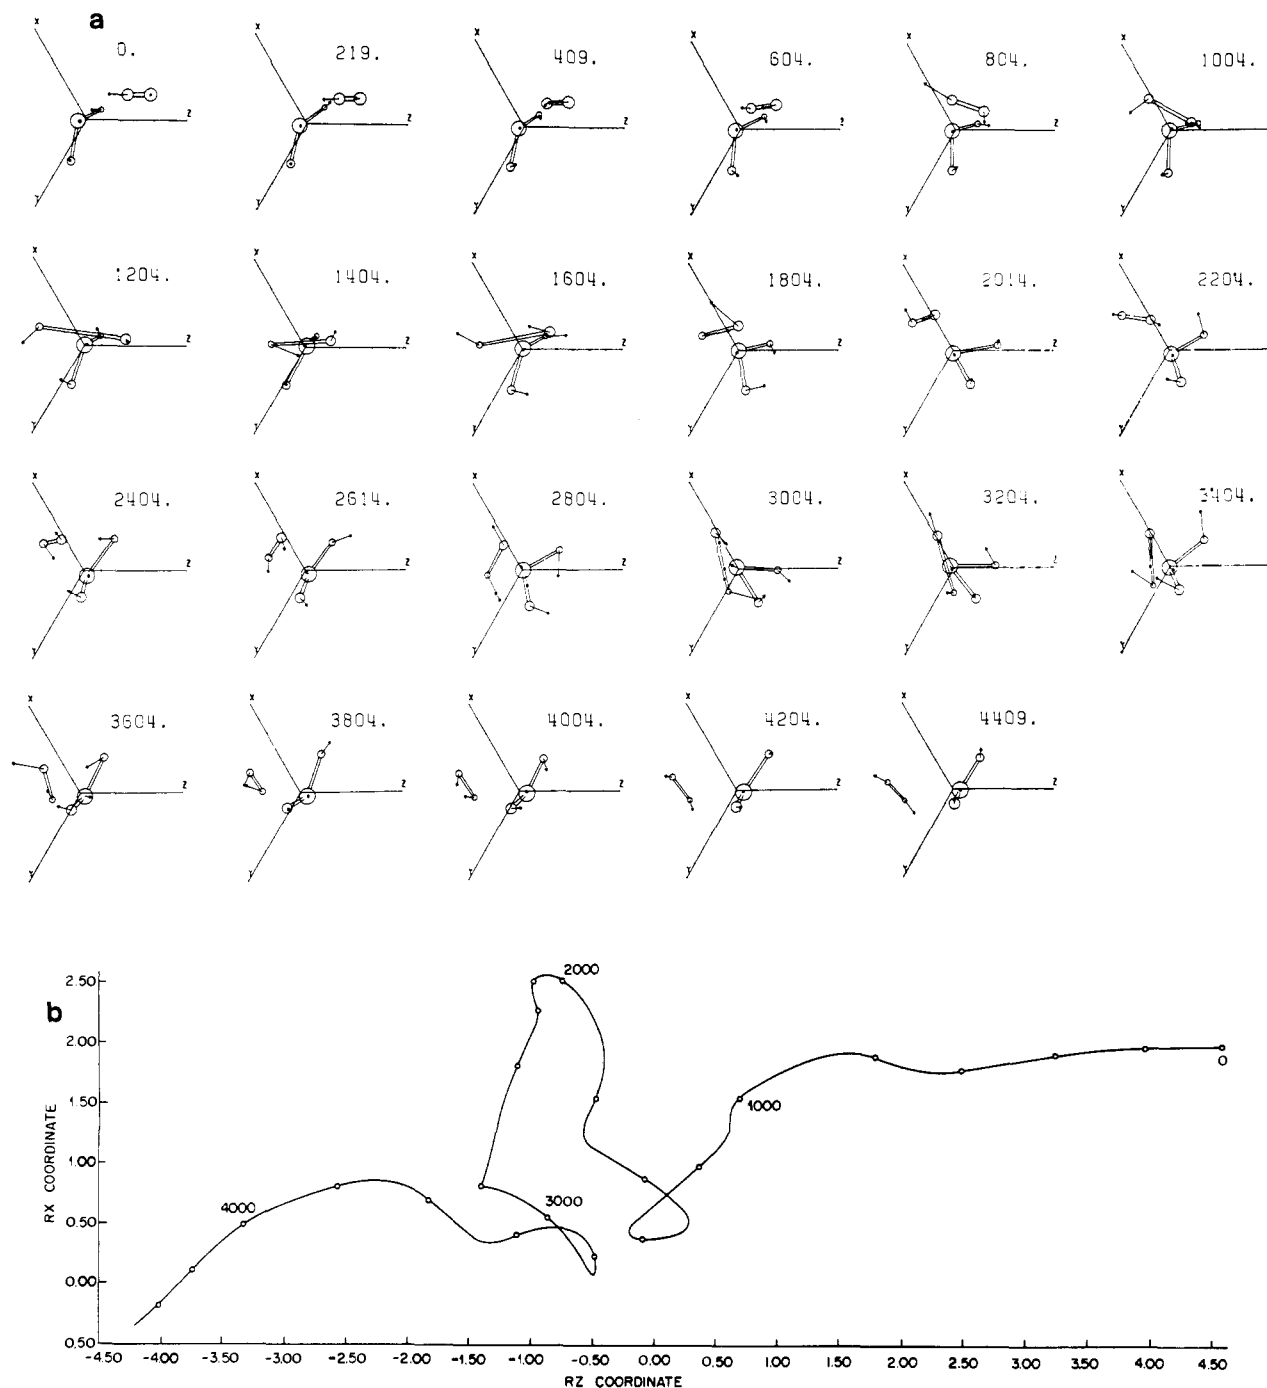 a
0. 219. 409. 604. 804. 1004.
X X X X X X
Z Z Z Z Z Z
Y Y Y Y Y Y
1204. 1404. 1604. 1804. 2014. 2204.
X X X X X X
Z Z Z Z Z Z
Y Y Y Y Y Y
2404. 2614. 2804. 3004. 3204. 3404.
X X X X X X
Z Z Z Z Z Z
Y Y Y Y Y
3604. 3804. 4004. 4204. 4409.
X X X X X
Z Z Z Z Z
Y Y Y Y Y
b
2.50
2.00
1.50
1.00
0.50
0.00
0.50
RX COORDINATE
2000
0
1000
3000
4000
-4.50 -4.00 -3.50 -3.00 -2.50 -2.00 -1.50 -1.00 -0.50 0.00 0.50 1.00 1.50 2.00 2.50 3.00 3.50 4.00 4.50
RZ COORDINATE